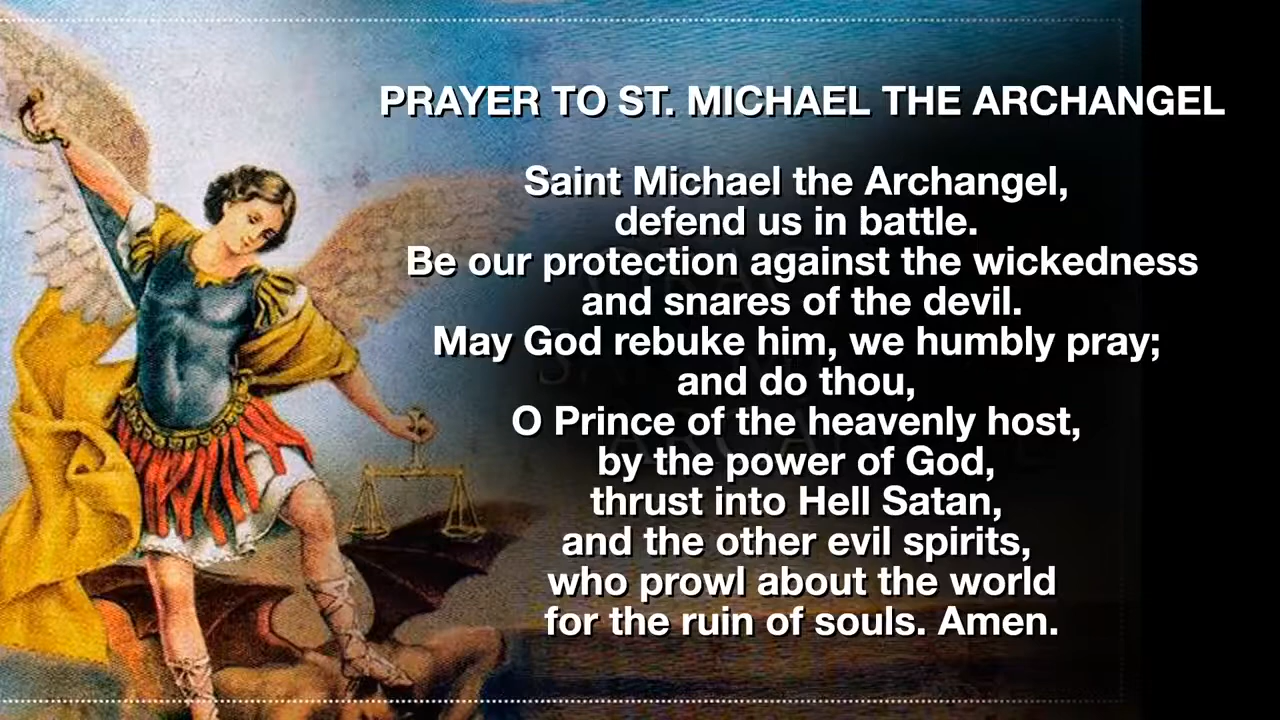 PRAYER TO ST. MICHAEL THE ARCHANGEL
Saint Michael the Archangel,
defend us in battle.
Be our protection against the wickedness
and snares of the devil.
May God rebuke him, we humbly pray;
and do thou,
O Prince of the heavenly host,
by the power of God,
thrust into Hell Satan,
and the other evil spirits,
who prowl about the world
for the ruin of souls. Amen.